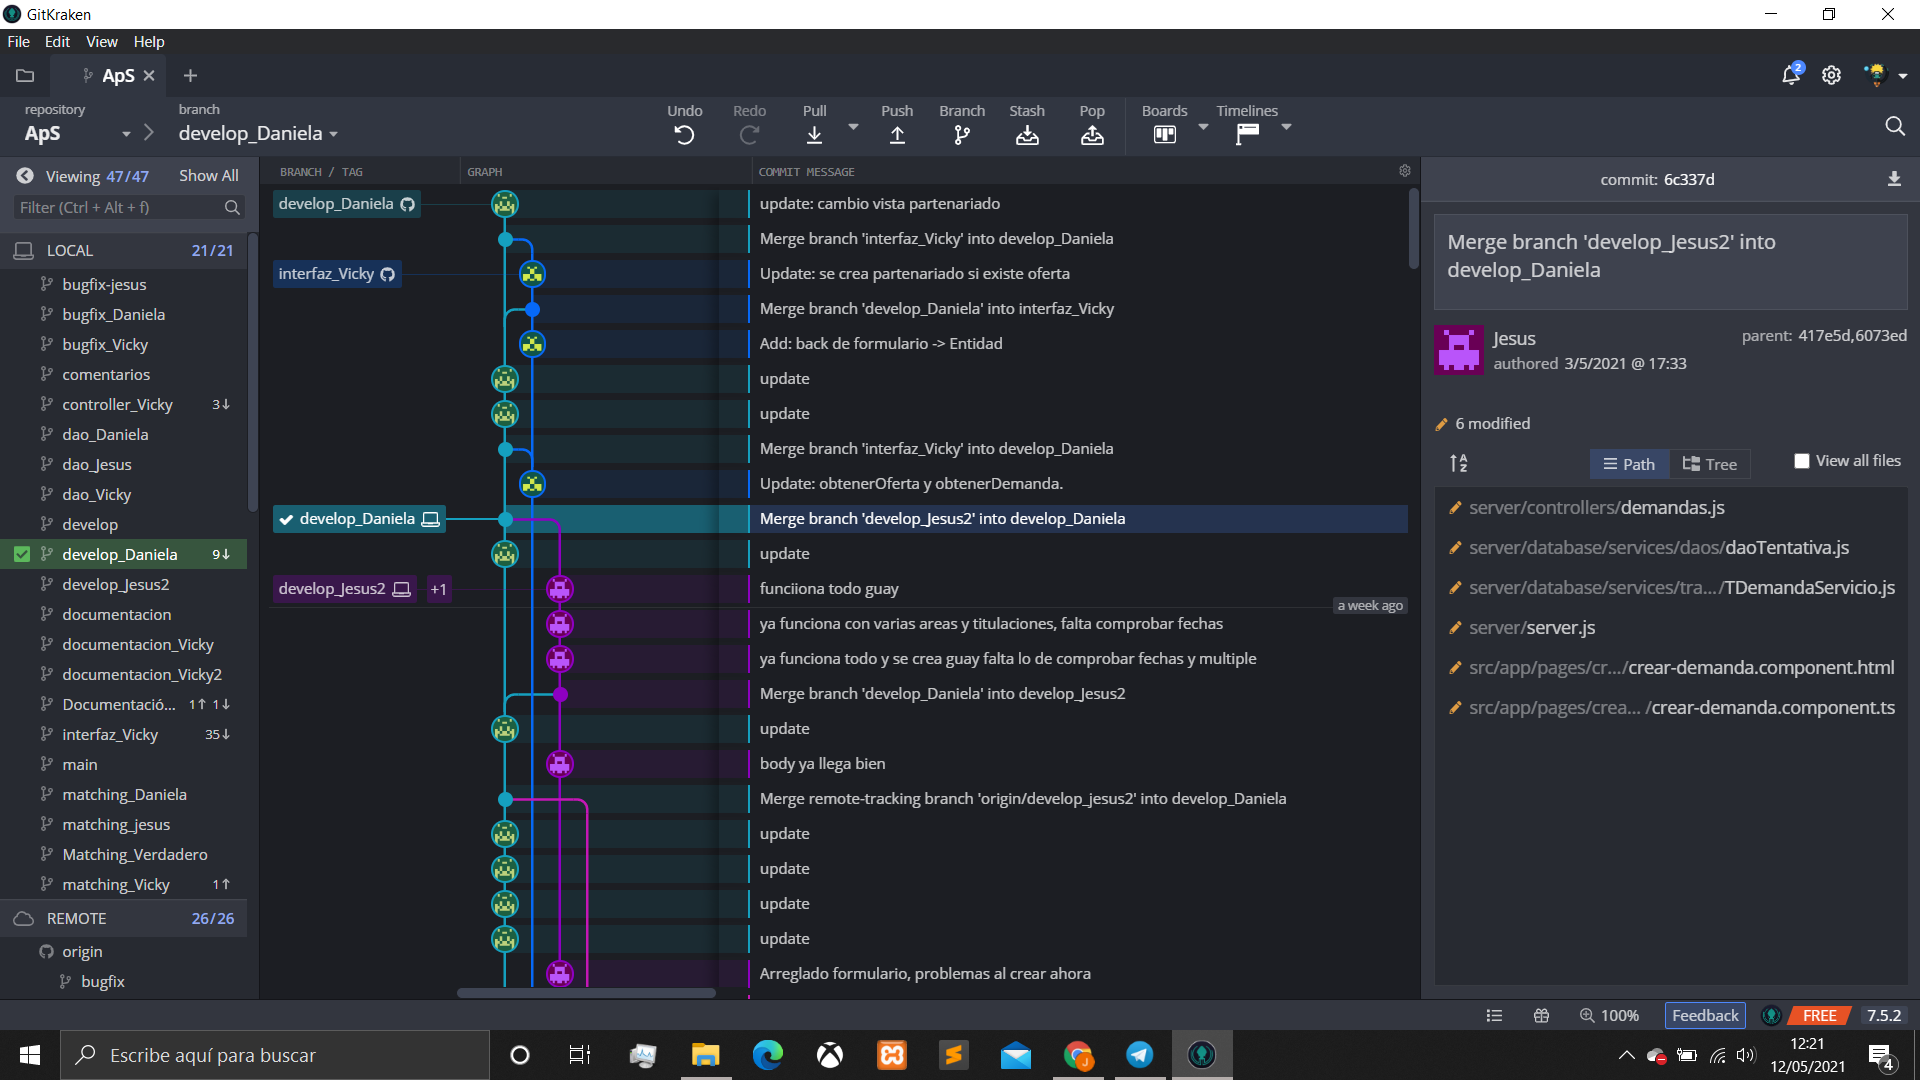 GitKraken
File Edit View Help
ApS
2
repository
ApS
branch
develop_Daniela
Undo Redo Pull Push Branch Stash Pop Boards Timelines
Viewing 47/47 Show All
Filter (Ctrl + Alt + f)
LOCAL 21/21
bugfix-jesus
bugfix_Daniela
bugfix_Vicky
comentarios
controller_Vicky 3↓
dao_Daniela
dao_Jesus
dao_Vicky
develop
develop_Daniela 9↓
develop_Jesus2
documentacion
documentacion_Vicky
documentacion_Vicky2
Documentació... 1↑ 1↓
interfaz_Vicky 35↓
main
matching_Daniela
matching_jesus
Matching_Verdadero
matching_Vicky 1↑
REMOTE 26/26
origin
bugfix
BRANCH / TAG GRAPH COMMIT MESSAGE
develop_Daniela update: cambio vista partenariado
Merge branch 'interfaz_Vicky' into develop_Daniela
interfaz_Vicky Update: se crea partenariado si existe oferta
Merge branch 'develop_Daniela' into interfaz_Vicky
Add: back de formulario -> Entidad
update
update
Merge branch 'interfaz_Vicky' into develop_Daniela
Update: obtenerOferta y obtenerDemanda.
develop_Daniela Merge branch 'develop_Jesus2' into develop_Daniela
update
develop_Jesus2 +1 funciiona todo guay
a week ago
ya funciona con varias areas y titulaciones, falta comprobar fechas
ya funciona todo y se crea guay falta lo de comprobar fechas y multiple
Merge branch 'develop_Daniela' into develop_Jesus2
update
body ya llega bien
Merge remote-tracking branch 'origin/develop_jesus2' into develop_Daniela
update
update
update
update
Arreglado formulario, problemas al crear ahora
commit: 6c337d
Merge branch 'develop_Jesus2' into
develop_Daniela
Jesus
authored 3/5/2021 @ 17:33
parent: 417e5d,6073ed
6 modified
Path Tree View all files
server/controllers/demandas.js
server/database/services/daos/daoTentativa.js
server/database/services/tra.../TDemandaServicio.js
server/server.js
src/app/pages/cr.../crear-demanda.component.html
src/app/pages/crea... /crear-demanda.component.ts
100% Feedback FREE 7.5.2
Escribe aquí para buscar
12:21
12/05/2021
4